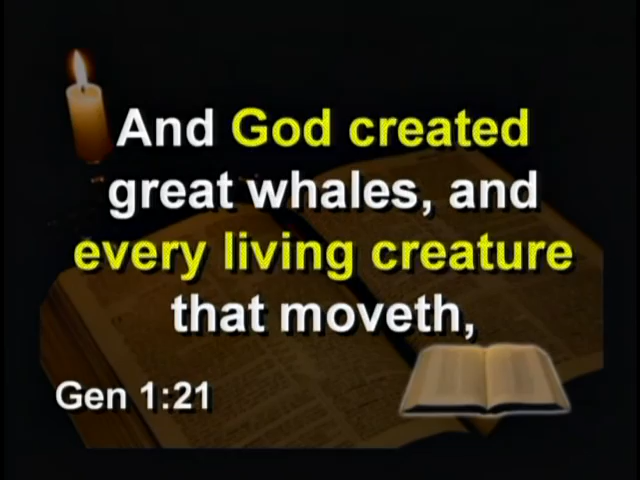 And God created
great whales, and
every living creature
that moveth,
Gen 1:21